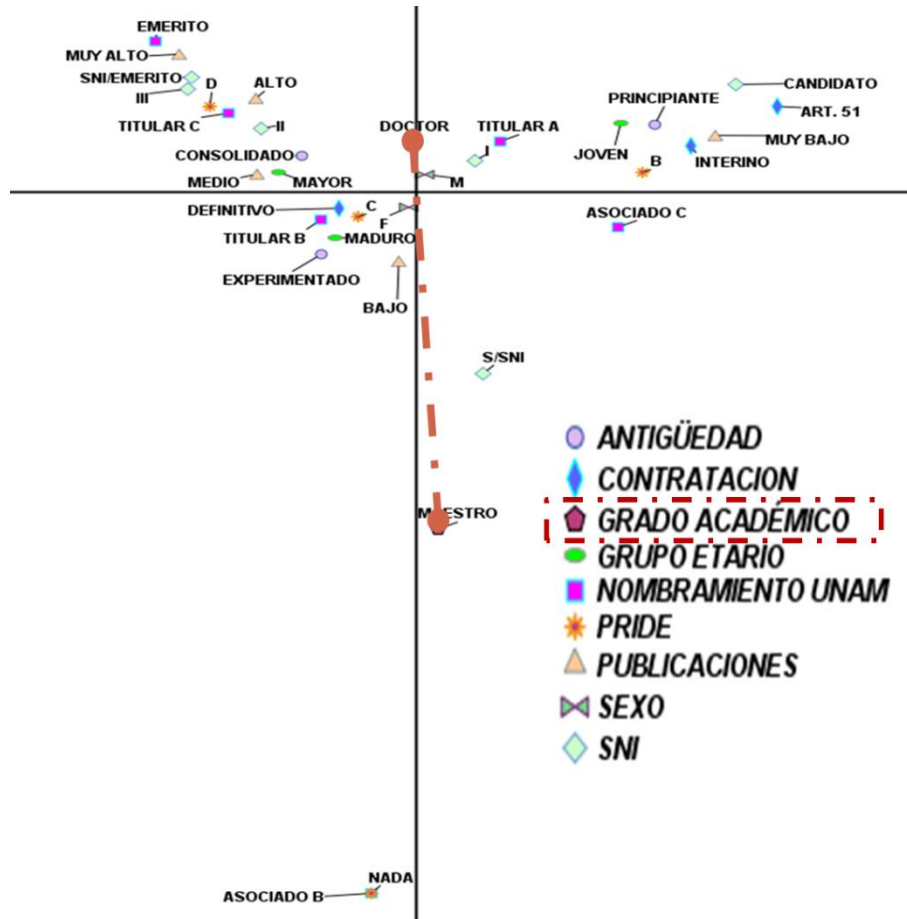 EMERITO
MUY ALTO
SNI/EMERITO
III
D
ALTO
TITULAR C
II
CONSOLIDADO
MEDIO
MAYOR
DOCTOR
TITULAR A
I
M
PRINCIPIANTE
CANDIDATO
ART. 51
MUY BAJO
JOVEN
B
INTERINO
DEFINITIVO
C
F
TITULAR B
MADURO
EXPERIMENTADO
BAJO
ASOCIADO C
S/SNI
MAESTRO
ANTIGÜEDAD
CONTRATACION
GRADO ACADÉMICO
GRUPO ETARIO
NOMBRAMIENTO UNAM
PRIDE
PUBLICACIONES
SEXO
SNI
NADA
ASOCIADO B